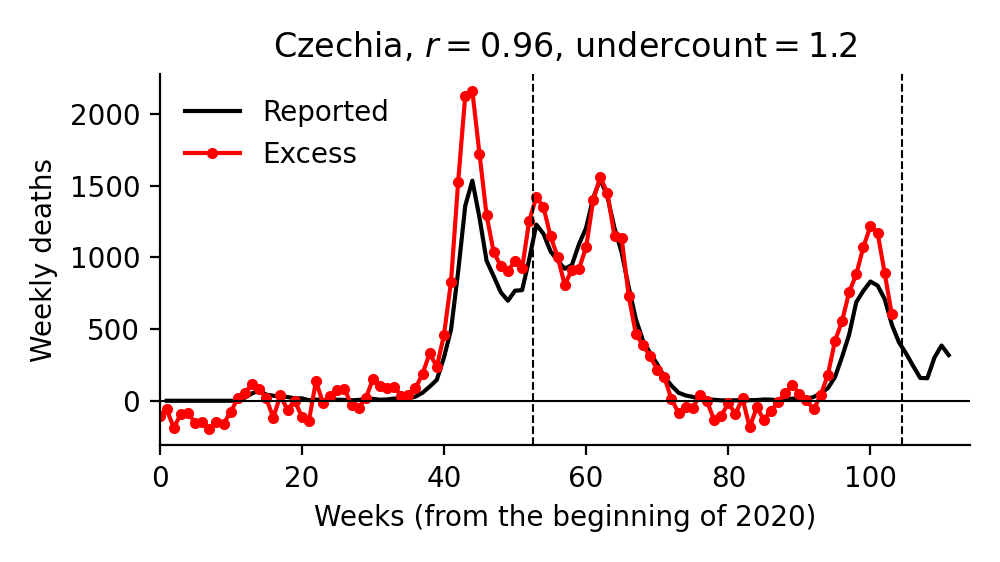 Czechia, r = 0.96, undercount = 1.2
Reported
Excess
Weekly deaths
2000
1500
1000
500
0
0 20 40 60 80 100
Weeks (from the beginning of 2020)